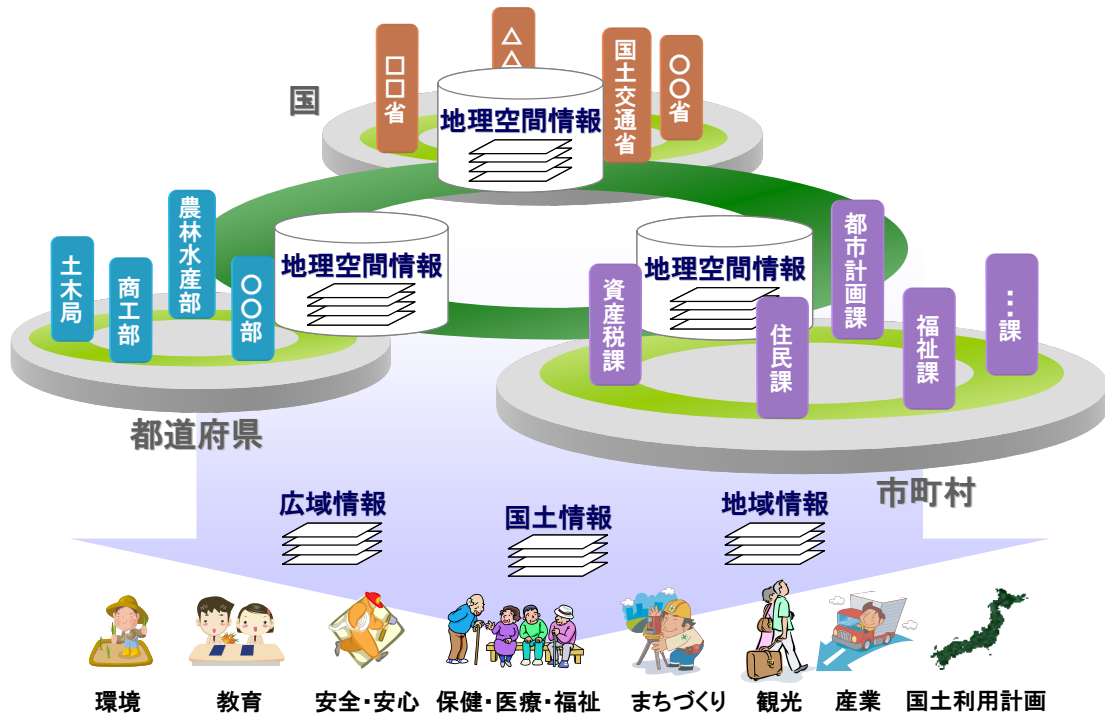 国
□□省
△△
国土交通省
〇〇省
地理空間情報
土木局
商工部
農林水産部
〇〇部
地理空間情報
都道府県
地理空間情報
資産税課
住民課
都市計画課
福祉課
…課
市町村
広域情報
国土情報
地域情報
環境
教育
安全・安心
保健・医療・福祉
まちづくり
観光
産業
国土利用計画